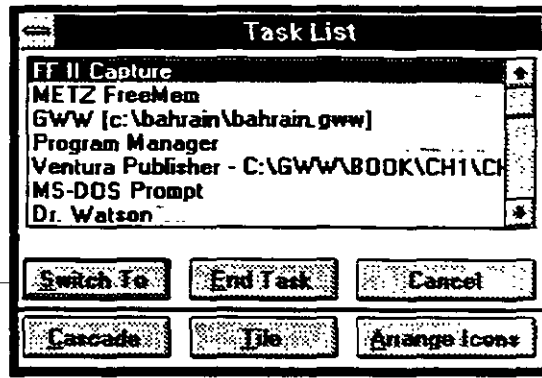 Task List
FF II Capture
METZ FreeMem
GWW [c:\bahrain\bahrain.gww]
Program Manager
Ventura Publisher - C:\GWW\BOOK\CH1\CH
MS-DOS Prompt
Dr. Watson
Switch To End Task Cancel
Cascade Tile Arrange Icons